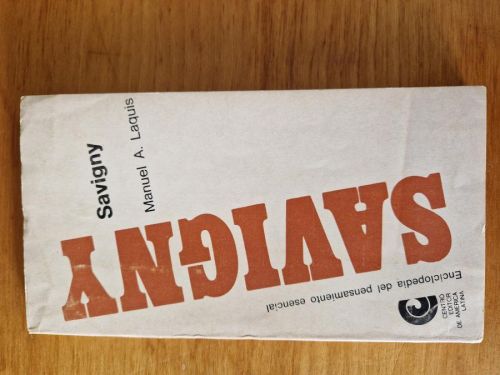 Savigny
Manuel A. Laquis
SAVIGNY
Enciclopedia del pensamiento esencial
CENTRO
EDITOR
DE AMERICA
LATINA